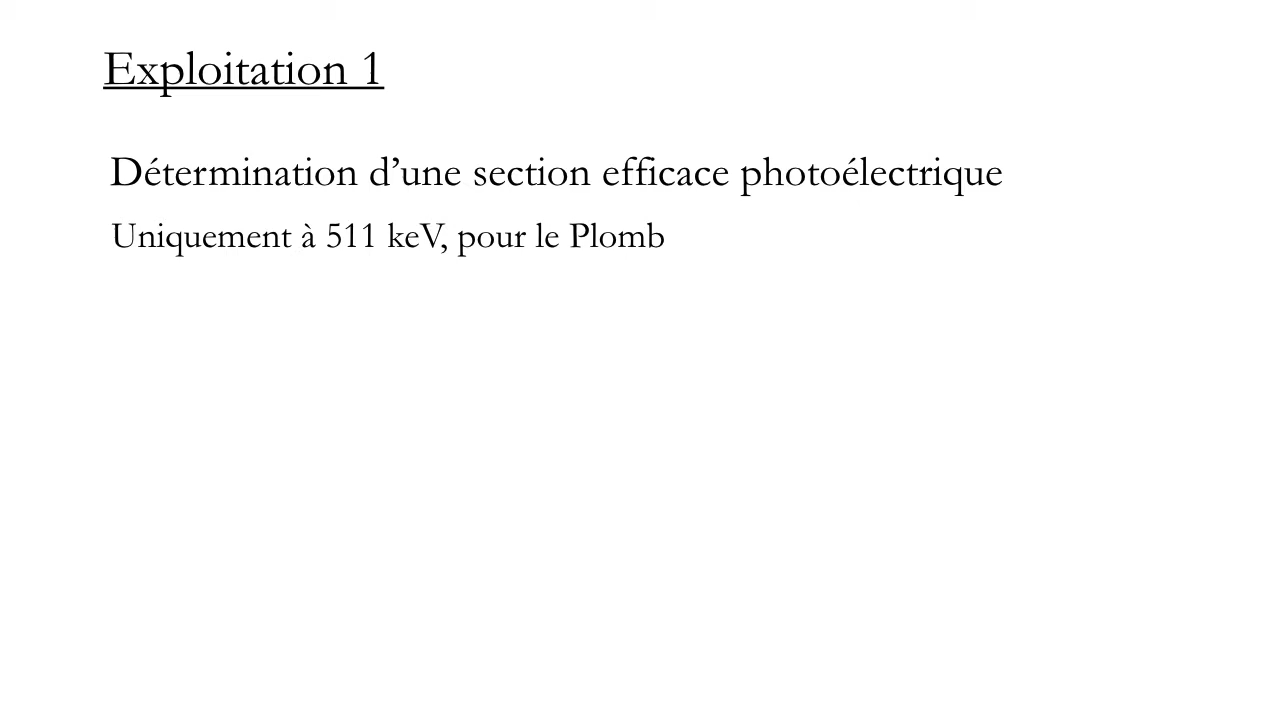 Exploitation 1
Détermination d’une section efficace photoélectrique
Uniquement à 511 keV, pour le Plomb